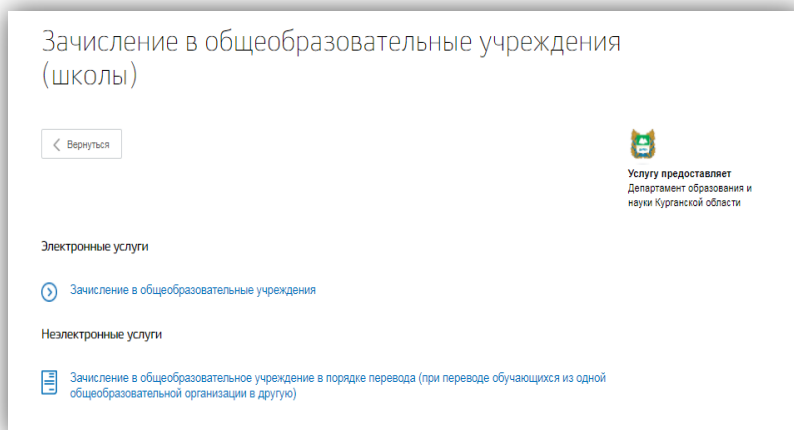 Зачисление в общеобразовательные учреждения
(школы)
Вернуться
Услугу предоставляет
Департамент образования и
науки Курганской области
Электронные услуги
Зачисление в общеобразовательные учреждения
Неэлектронные услуги
Зачисление в общеобразовательное учреждение в порядке перевода (при переводе обучающихся из одной
общеобразовательной организации в другую)